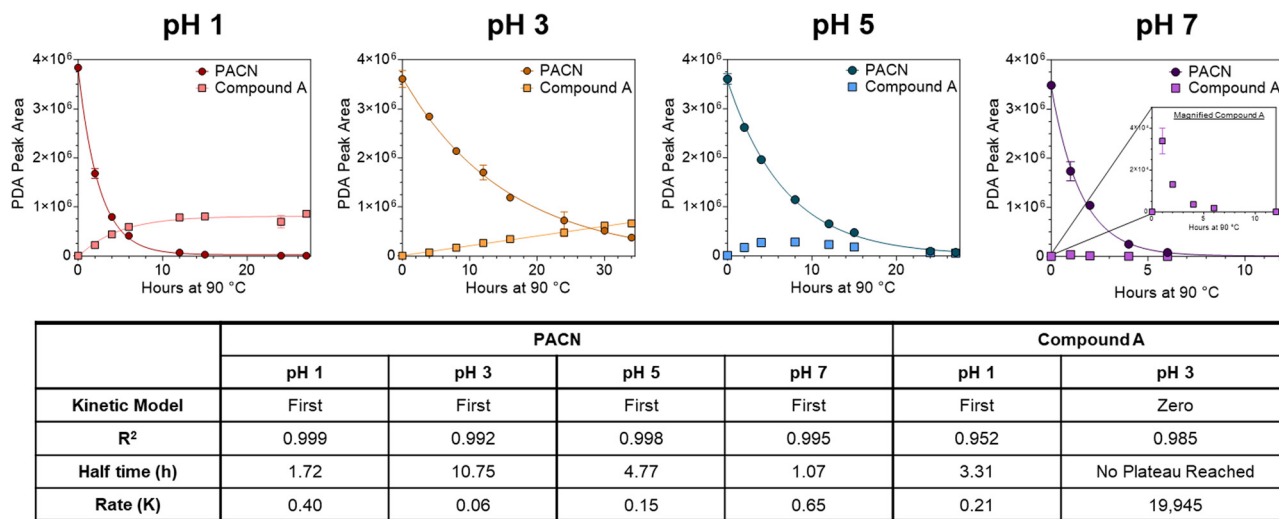 pH 1
pH 3
pH 5
pH 7
4×10⁶
3×10⁶
2×10⁶
1×10⁶
0
PDA Peak Area
PACN
Compound A
0 10 20
Hours at 90 °C
4×10⁶
3×10⁶
2×10⁶
1×10⁶
0
PDA Peak Area
PACN
Compound A
0 10 20 30
Hours at 90 °C
4×10⁶
3×10⁶
2×10⁶
1×10⁶
0
PDA Peak Area
PACN
Compound A
0 10 20
Hours at 90 °C
4×10⁶
3×10⁶
2×10⁶
1×10⁶
0
PDA Peak Area
PACN
Compound A
Magnified Compound A
4×10⁴
2×10⁴
0
0 5 10
Hours at 90 °C
0 5 10
Hours at 90 °C
PACN Compound A
pH 1 pH 3 pH 5 pH 7 pH 1 pH 3
Kinetic Model First First First First First Zero
R² 0.999 0.992 0.998 0.995 0.952 0.985
Half time (h) 1.72 10.75 4.77 1.07 3.31 No Plateau Reached
Rate (K) 0.40 0.06 0.15 0.65 0.21 19,945